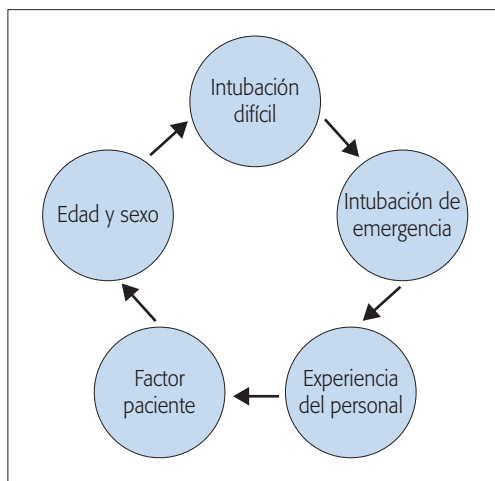 Intubación
difícil
Intubación de
emergencia
Experiencia
del personal
Factor
paciente
Edad y sexo